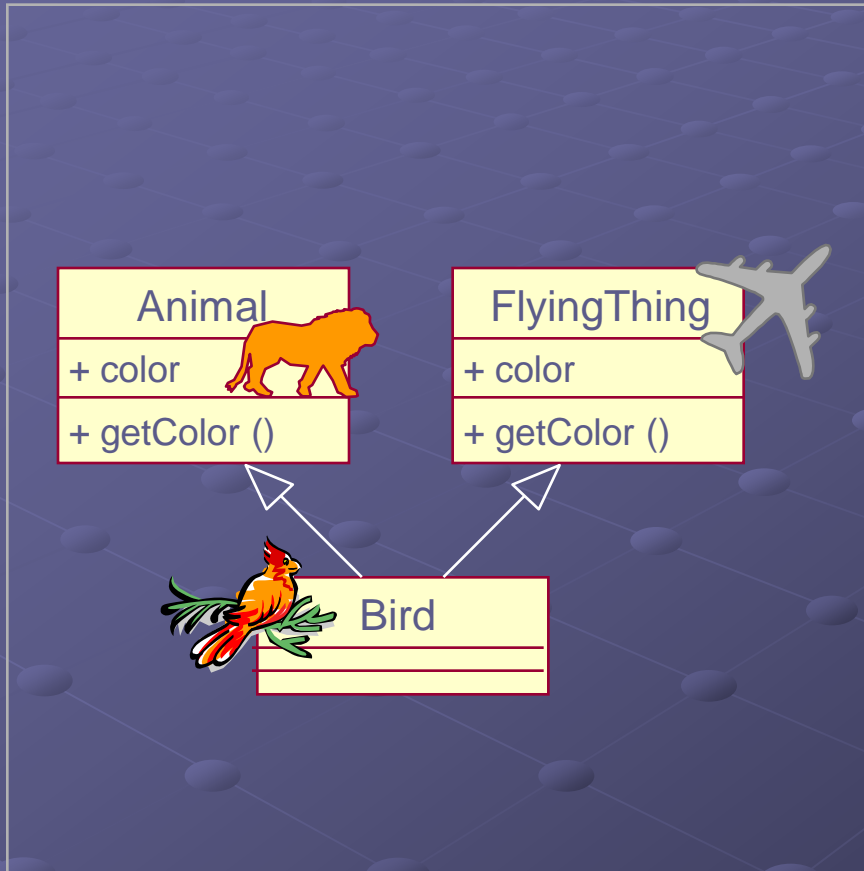 Animal
+ color
+ getColor ()
FlyingThing
+ color
+ getColor ()
Bird